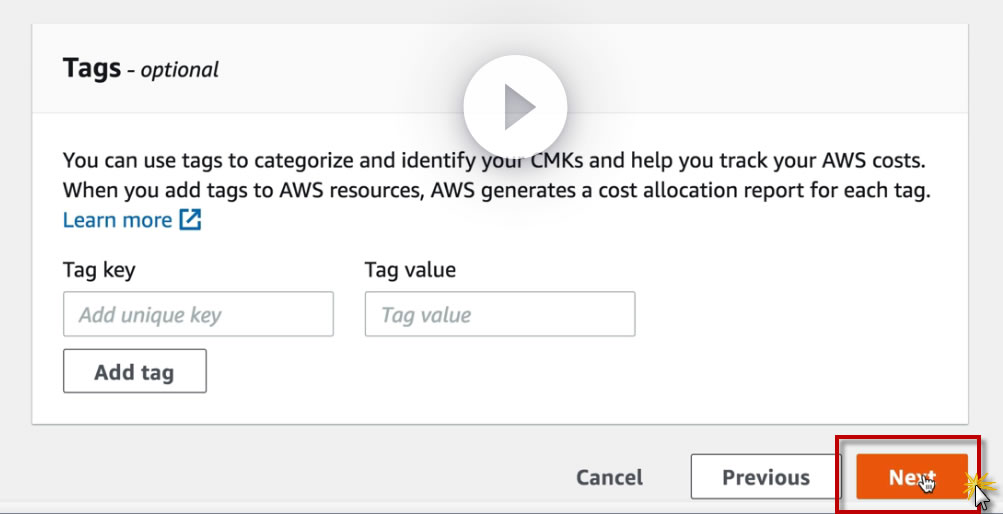 Tags - optional
You can use tags to categorize and identify your CMKs and help you track your AWS costs.
When you add tags to AWS resources, AWS generates a cost allocation report for each tag.
Learn more
Tag key Tag value
Add unique key Tag value
Add tag
Cancel Previous Next